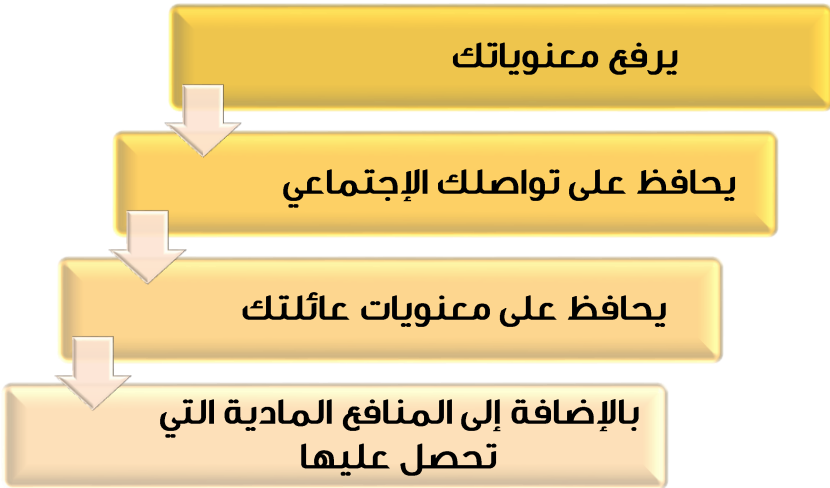 يرفع معنوياتك
يحافظ على تواصلك الإجتماعي
يحافظ على معنويات عائلتك
بالإضافة إلى المنافع المادية التي
تحصل عليها